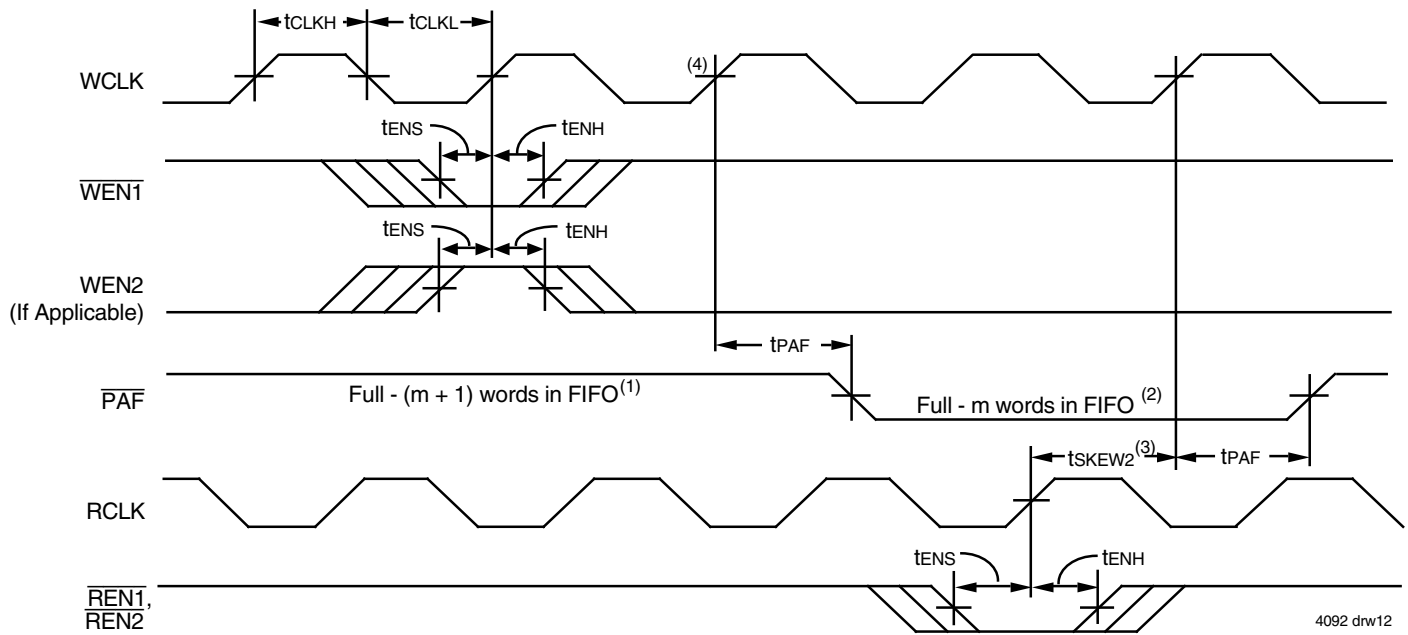 tCLKH tCLKL
WCLK
(4)
tENS tENH
WEN1
tENS tENH
WEN2
(If Applicable)
tPAF
PAF
Full - (m + 1) words in FIFO(1)
Full - m words in FIFO (2)
tSKEW2(3) tPAF
RCLK
tENS tENH
REN1,
REN2
4092 drw12